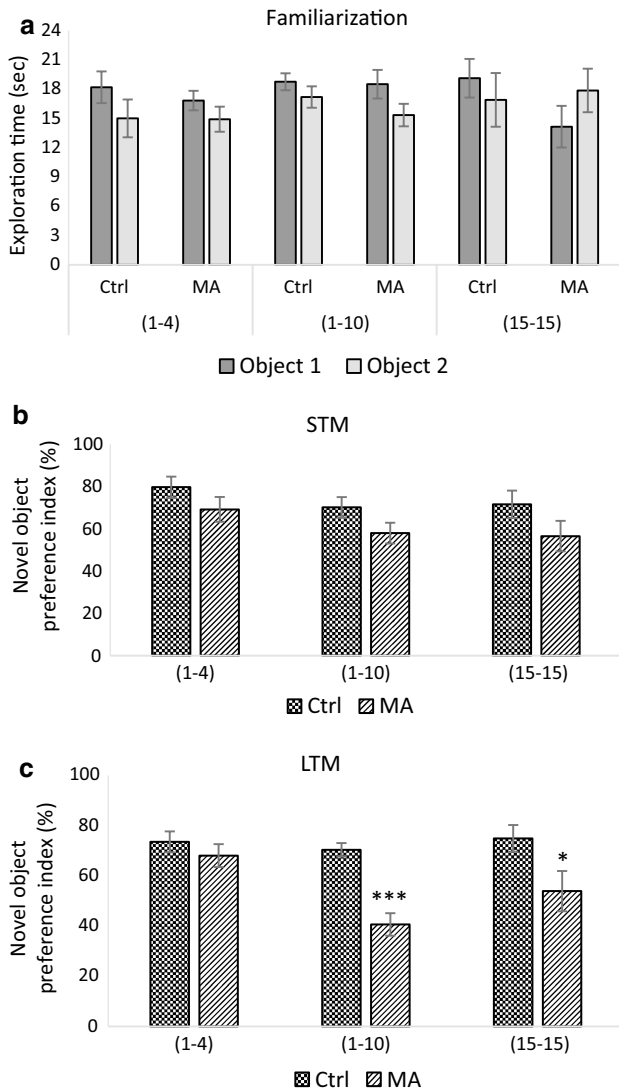 a Familiarization
Exploration time (sec)
24
21
18
15
12
9
6
3
0
Ctrl MA Ctrl MA Ctrl MA
(1-4) (1-10) (15-15)
Object 1 Object 2
b STM
Novel object
preference index (%)
100
80
60
40
20
0
(1-4) (1-10) (15-15)
Ctrl MA
c LTM
Novel object
preference index (%)
100
80
60
40
20
0
*** *
(1-4) (1-10) (15-15)
Ctrl MA